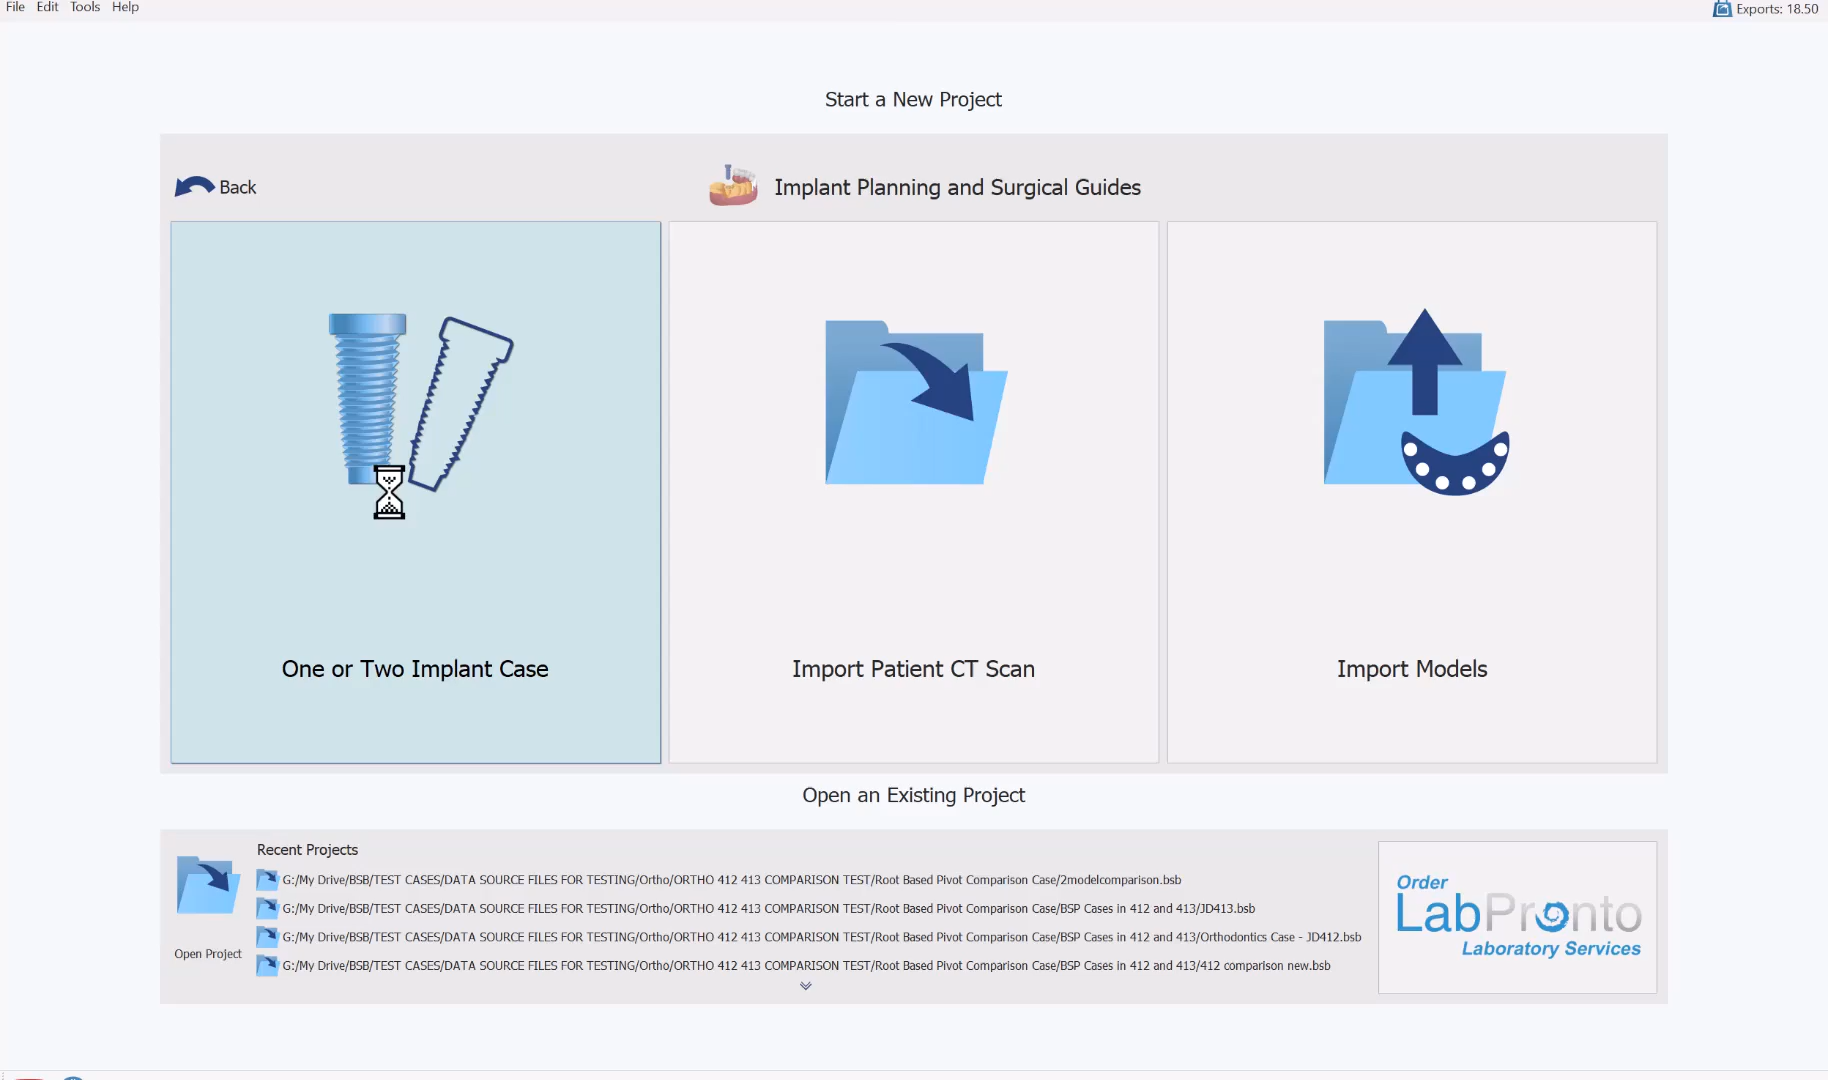 File Edit Tools Help
Exports: 18.50
Start a New Project
Back
Implant Planning and Surgical Guides
One or Two Implant Case
Import Patient CT Scan
Import Models
Open an Existing Project
Recent Projects
G:/My Drive/BSB/TEST CASES/DATA SOURCE FILES FOR TESTING/Ortho/ORTHO 412 413 COMPARISON TEST/Root Based Pivot Comparison Case/2modelcomparison.bsb
G:/My Drive/BSB/TEST CASES/DATA SOURCE FILES FOR TESTING/Ortho/ORTHO 412 413 COMPARISON TEST/Root Based Pivot Comparison Case/BSP Cases in 412 and 413/JD413.bsb
G:/My Drive/BSB/TEST CASES/DATA SOURCE FILES FOR TESTING/Ortho/ORTHO 412 413 COMPARISON TEST/Root Based Pivot Comparison Case/BSP Cases in 412 and 413/Orthodontics Case - JD412.bsb
G:/My Drive/BSB/TEST CASES/DATA SOURCE FILES FOR TESTING/Ortho/ORTHO 412 413 COMPARISON TEST/Root Based Pivot Comparison Case/BSP Cases in 412 and 413/412 comparison new.bsb
Open Project
Order
LabPronto
Laboratory Services